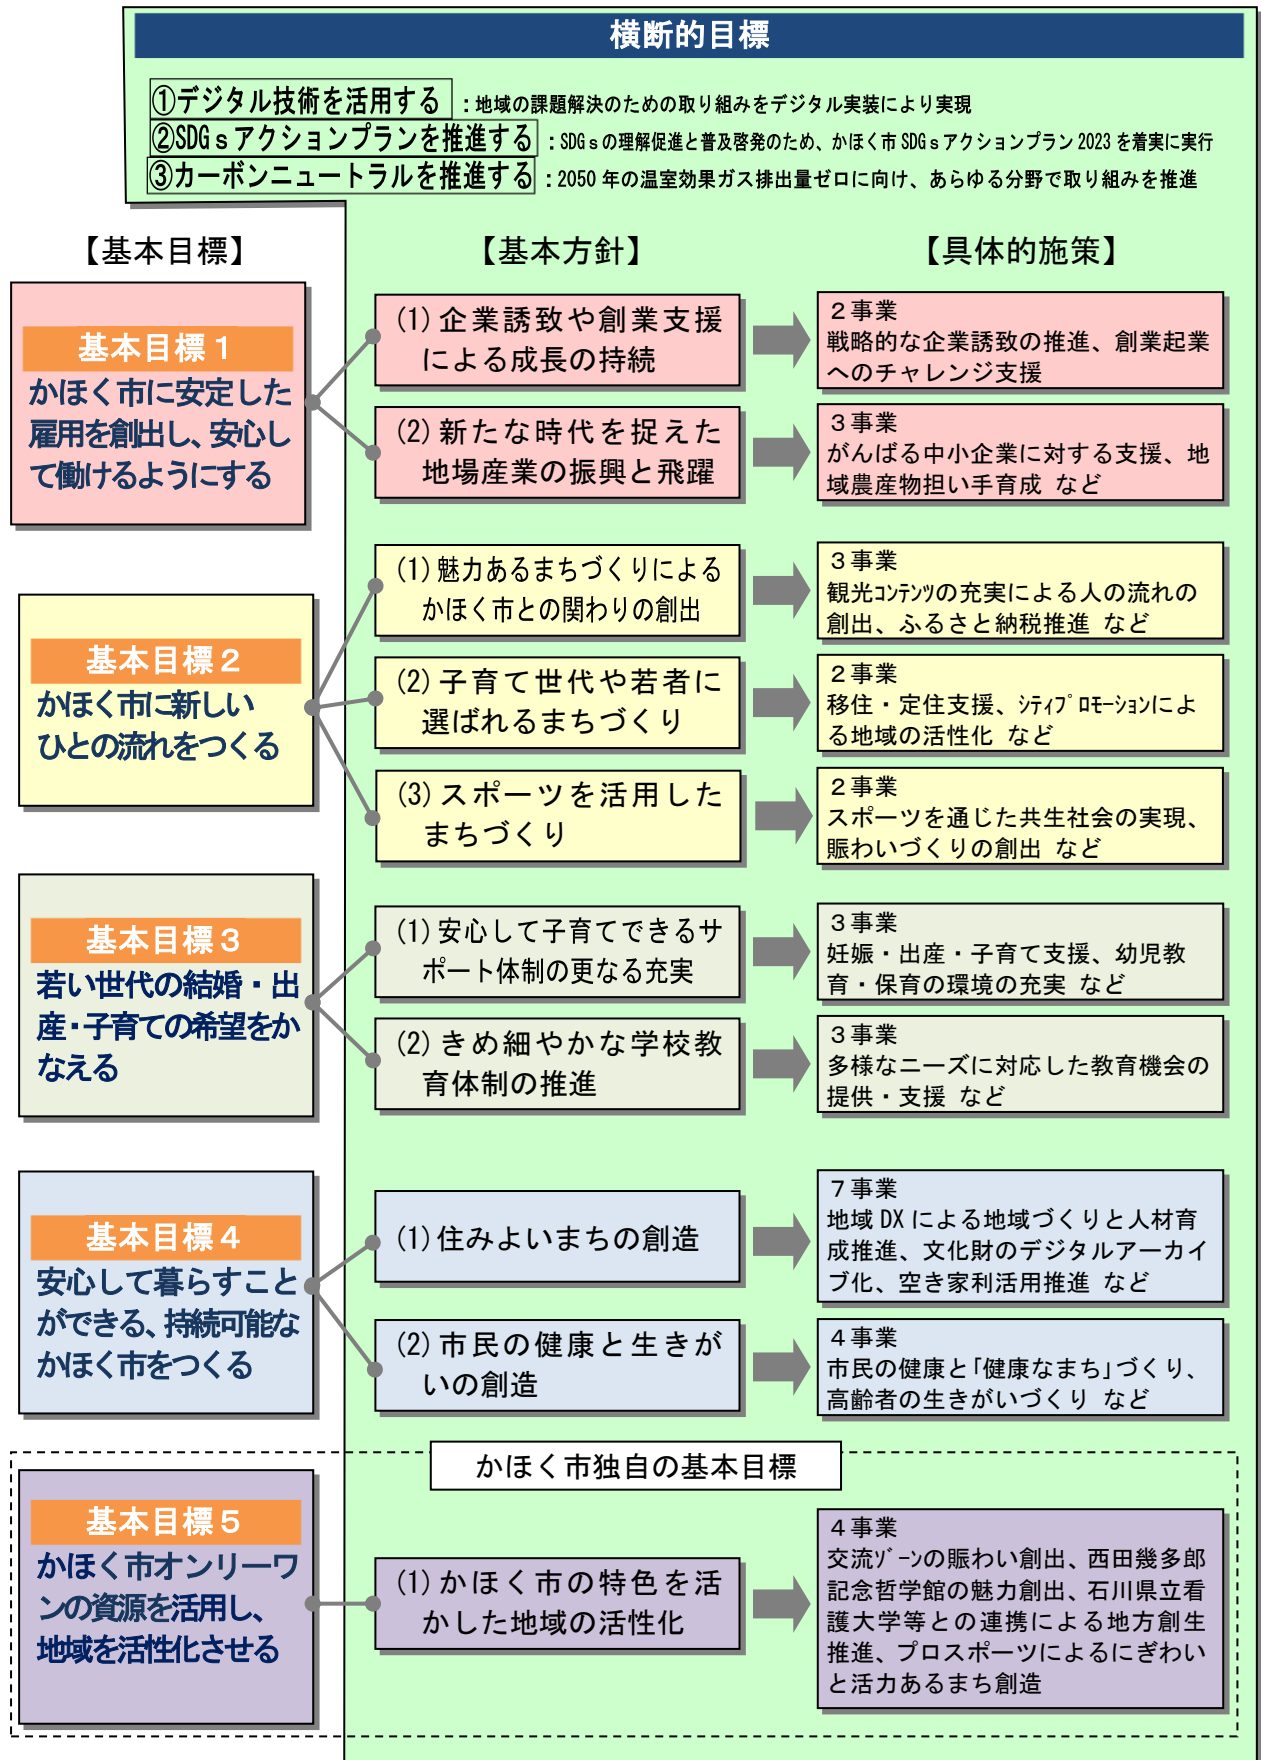 横断的目標
①デジタル技術を活用する：地域の課題解決のための取り組みをデジタル実装により実現
②SDGｓアクションプランを推進する：SDGｓの理解促進と普及啓発のため、かほく市 SDGｓアクションプラン 2023 を着実に実行
③カーボンニュートラルを推進する：2050 年の温室効果ガス排出量ゼロに向け、あらゆる分野で取り組みを推進
【基本目標】
【基本方針】
【具体的施策】
基本目標１
かほく市に安定した
雇用を創出し、安心し
て働けるようにする
(1)企業誘致や創業支援
による成長の持続
２事業
戦略的な企業誘致の推進、創業起業
へのチャレンジ支援
(2)新たな時代を捉えた
地場産業の振興と飛躍
３事業
がんばる中小企業に対する支援、地
域農産物担い手育成 など
基本目標２
かほく市に新しい
ひとの流れをつくる
(1)魅力あるまちづくりによる
かほく市との関わりの創出
３事業
観光ｺﾝﾃﾝﾂの充実による人の流れの
創出、ふるさと納税推進 など
(2)子育て世代や若者に
選ばれるまちづくり
２事業
移住・定住支援、ｼﾃｨﾌﾟﾛﾓｰｼｮﾝによ
る地域の活性化 など
(3)スポーツを活用した
まちづくり
２事業
スポーツを通じた共生社会の実現、
賑わいづくりの創出 など
基本目標３
若い世代の結婚・出
産・子育ての希望をか
なえる
(1)安心して子育てできるサ
ポート体制の更なる充実
３事業
妊娠・出産・子育て支援、幼児教
育・保育の環境の充実 など
(2)きめ細やかな学校教
育体制の推進
３事業
多様なニーズに対応した教育機会の
提供・支援 など
基本目標４
安心して暮らすこと
ができる、持続可能な
かほく市をつくる
(1)住みよいまちの創造
７事業
地域 DX による地域づくりと人材育
成推進、文化財のデジタルアーカイ
ブ化、空き家利活用推進 など
(2)市民の健康と生きが
いの創造
４事業
市民の健康と「健康なまち」づくり、
高齢者の生きがいづくり など
かほく市独自の基本目標
基本目標５
かほく市オンリーワ
ンの資源を活用し、
地域を活性化させる
(1)かほく市の特色を活
かした地域の活性化
４事業
交流ｿﾞｰﾝの賑わい創出、西田幾多郎
記念哲学館の魅力創出、石川県立看
護大学等との連携による地方創生
推進、プロスポーツによるにぎわい
と活力あるまち創造